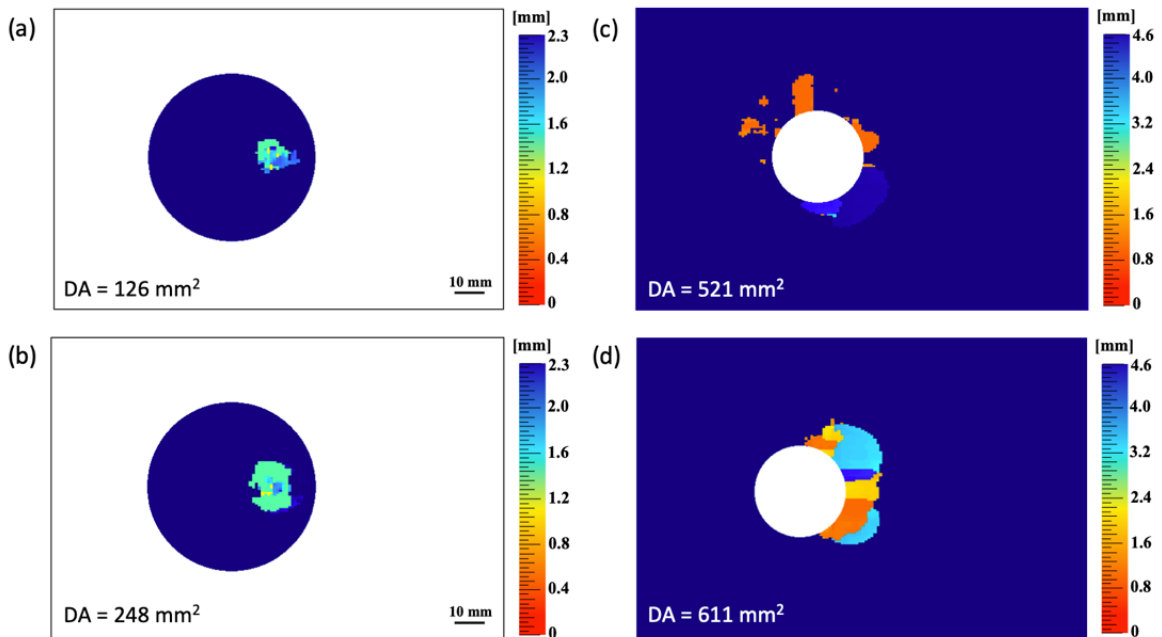 (a)
[mm]
2.3
2.0
1.6
1.2
0.8
0.4
0
DA = 126 mm²
10 mm
(c)
[mm]
4.6
4.0
3.2
2.4
1.6
0.8
0
DA = 521 mm²
(b)
[mm]
2.3
2.0
1.6
1.2
0.8
0.4
0
DA = 248 mm²
10 mm
(d)
[mm]
4.6
4.0
3.2
2.4
1.6
0.8
0
DA = 611 mm²